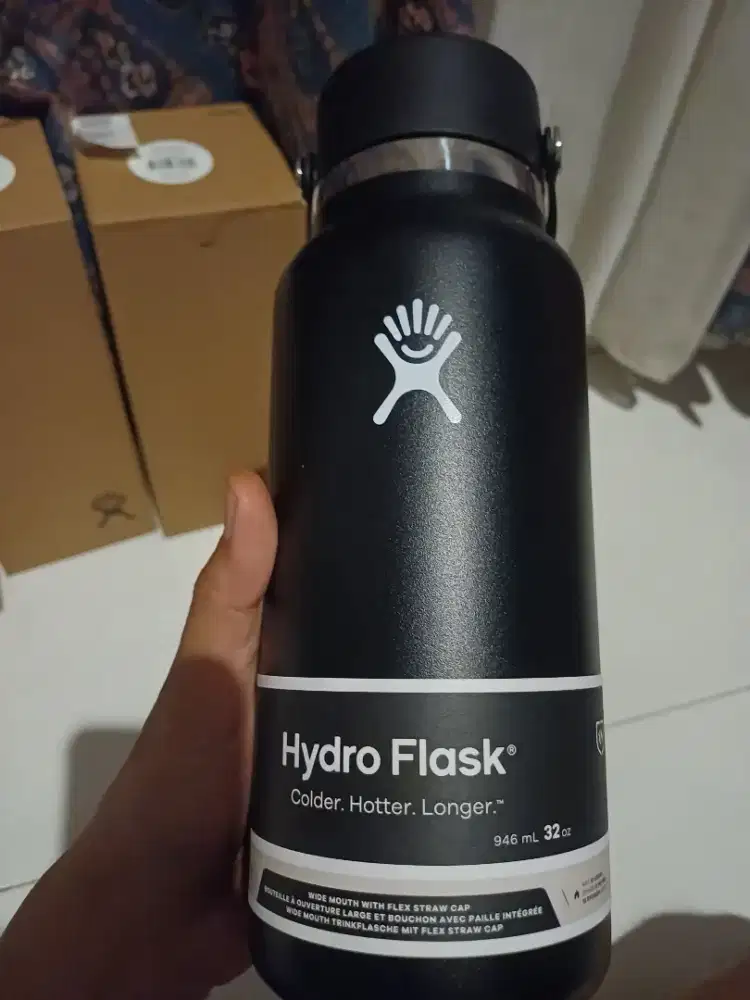 Hydro Flask®
Colder. Hotter. Longer.™
946 mL 32 oz
WIDE MOUTH WITH FLEX STRAW CAP
BOUTEILLE À OUVERTURE LARGE ET BOUCHON AVEC PAILLE INTÉGRÉE
WIDE MOUTH TRINKFLASCHE MIT FLEX STRAW CAP